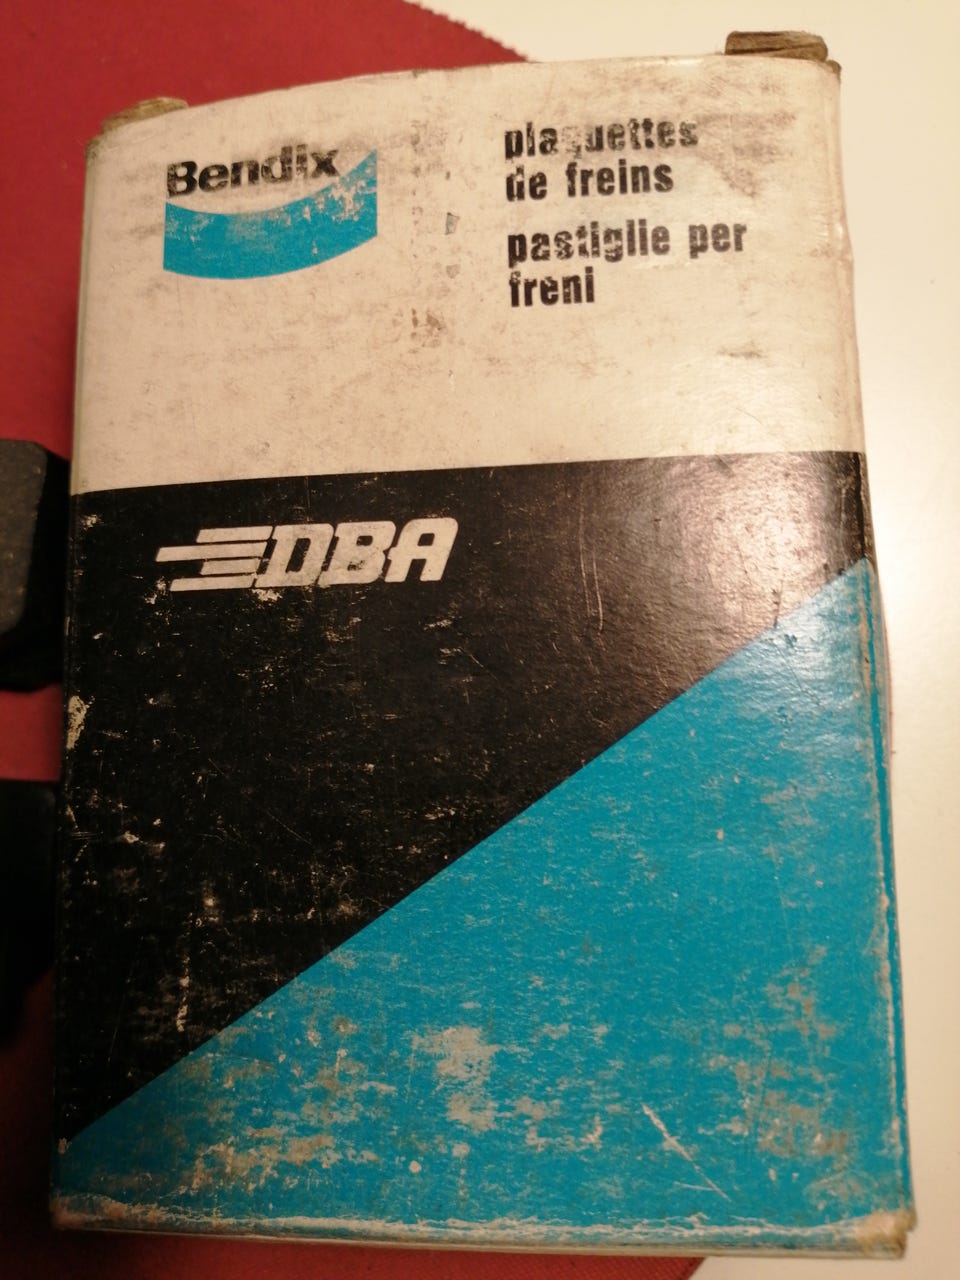 Bendix
plaquettes
de freins
pastiglie per
freni
DBA